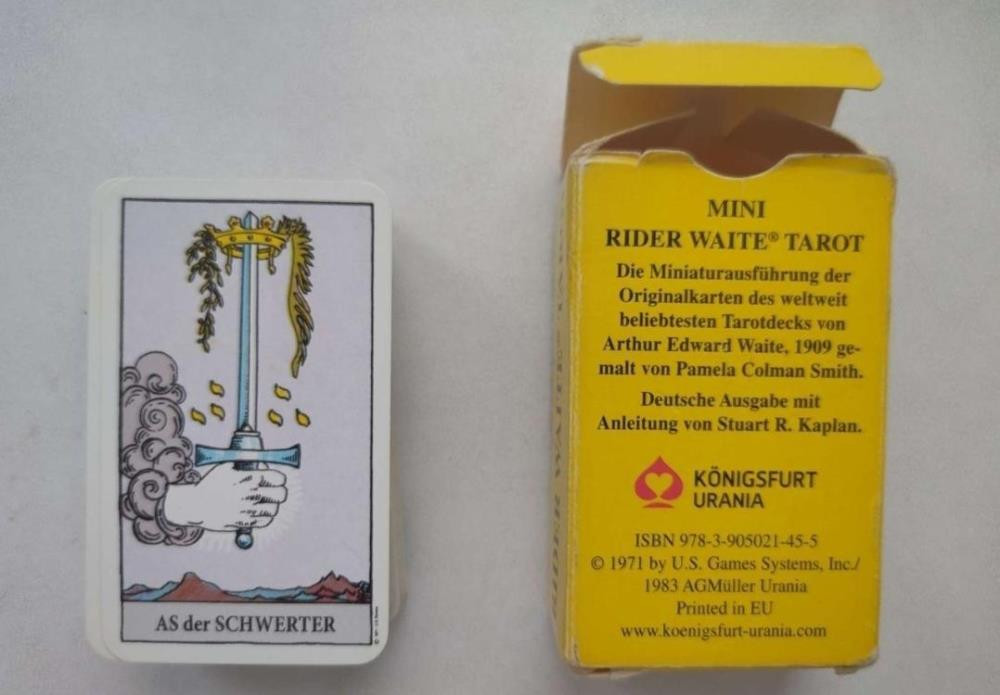 AS der SCHWERTER
MINI
RIDER WAITE® TAROT
Die Miniaturausführung der
Originalkarten des weltweit
beliebtesten Tarotdecks von
Arthur Edward Waite, 1909 ge-
malt von Pamela Colman Smith.
Deutsche Ausgabe mit
Anleitung von Stuart R. Kaplan.
KÖNIGSFURT
URANIA
ISBN 978-3-905021-45-5
© 1971 by U.S. Games Systems, Inc./
1983 AGMüller Urania
Printed in EU
www.koenigsfurt-urania.com